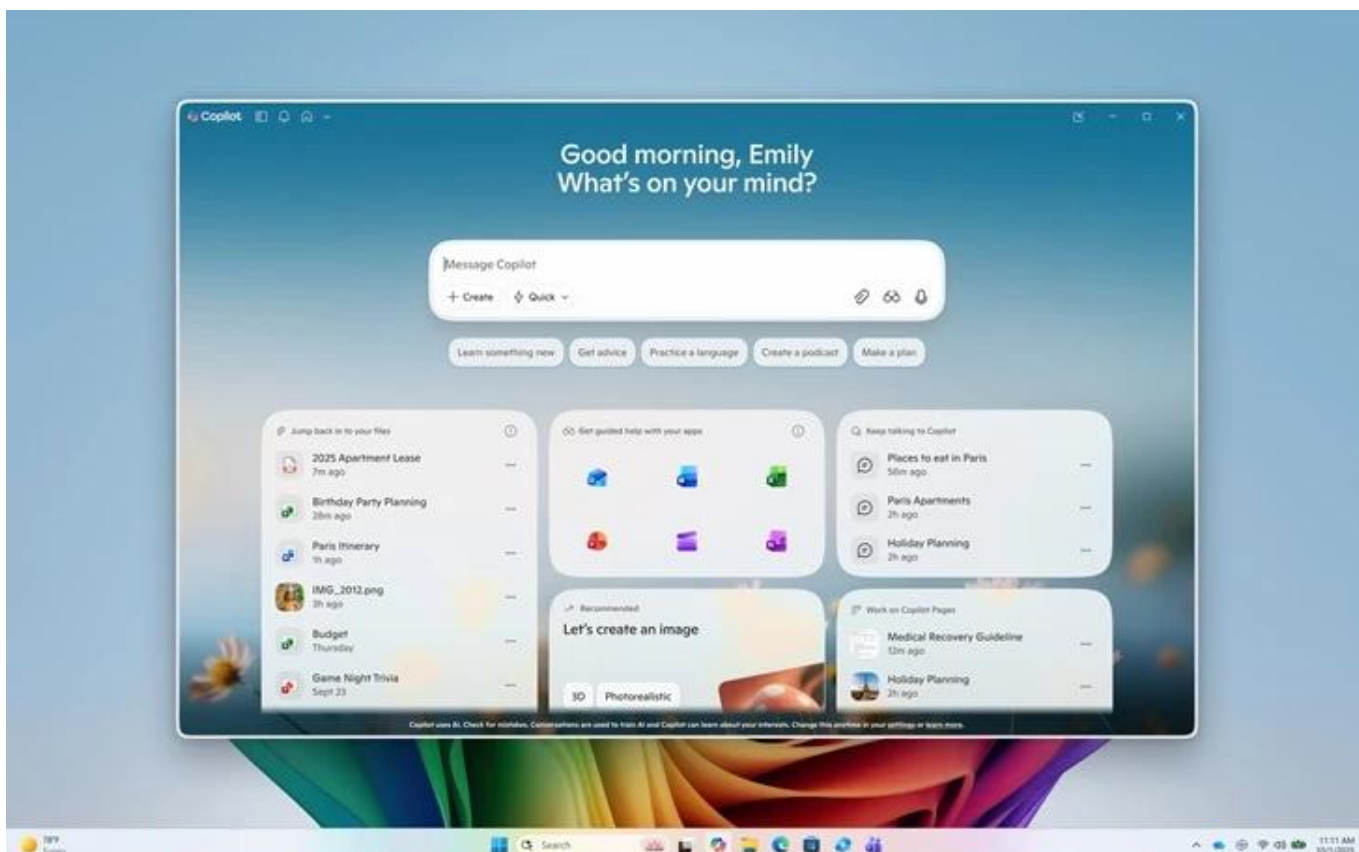 Copilot
Good morning, Emily
What's on your mind?
Message Copilot
Create
Quick
Learn something new
Get advice
Practice a language
Create a podcast
Make a plan
Jump back in to your files
2025 Apartment Lease
7m ago
Birthday Party Planning
28m ago
Paris Itinerary
1h ago
IMG_2012.png
3h ago
Budget
Thursday
Game Night Trivia
Sept 23
Get guided help with your apps
Recommended
Let's create an image
3D
Photorealistic
Keep talking to Copilot
Places to eat in Paris
58m ago
Paris Apartments
2h ago
Holiday Planning
2h ago
Work on Copilot Pages
Medical Recovery Guideline
12m ago
Holiday Planning
2h ago
Copilot uses AI. Check for mistakes. Conversations are used to train AI and Copilot can learn about your interests. Change this anytime in your settings or learn more.
78°F
Search
11:11 AM